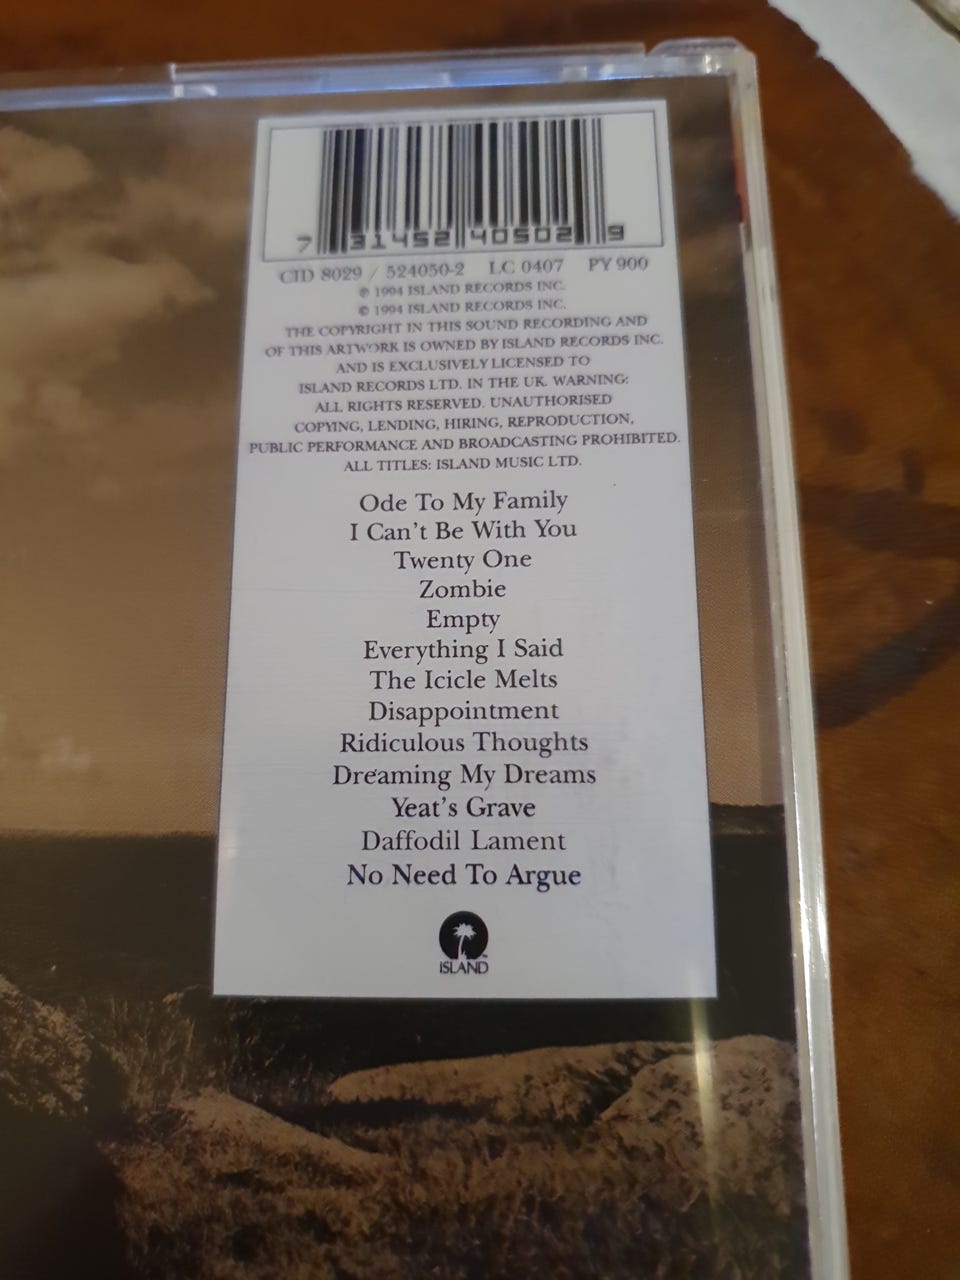 7 314524 05029
CID 8029 / 524050-2 LC 0407 PY 900
℗ 1994 ISLAND RECORDS INC.
© 1994 ISLAND RECORDS INC.
THE COPYRIGHT IN THIS SOUND RECORDING AND
OF THIS ARTWORK IS OWNED BY ISLAND RECORDS INC.
AND IS EXCLUSIVELY LICENSED TO
ISLAND RECORDS LTD. IN THE UK. WARNING:
ALL RIGHTS RESERVED. UNAUTHORISED
COPYING, LENDING, HIRING, REPRODUCTION,
PUBLIC PERFORMANCE AND BROADCASTING PROHIBITED.
ALL TITLES: ISLAND MUSIC LTD.
Ode To My Family
I Can't Be With You
Twenty One
Zombie
Empty
Everything I Said
The Icicle Melts
Disappointment
Ridiculous Thoughts
Dreaming My Dreams
Yeat's Grave
Daffodil Lament
No Need To Argue
ISLAND